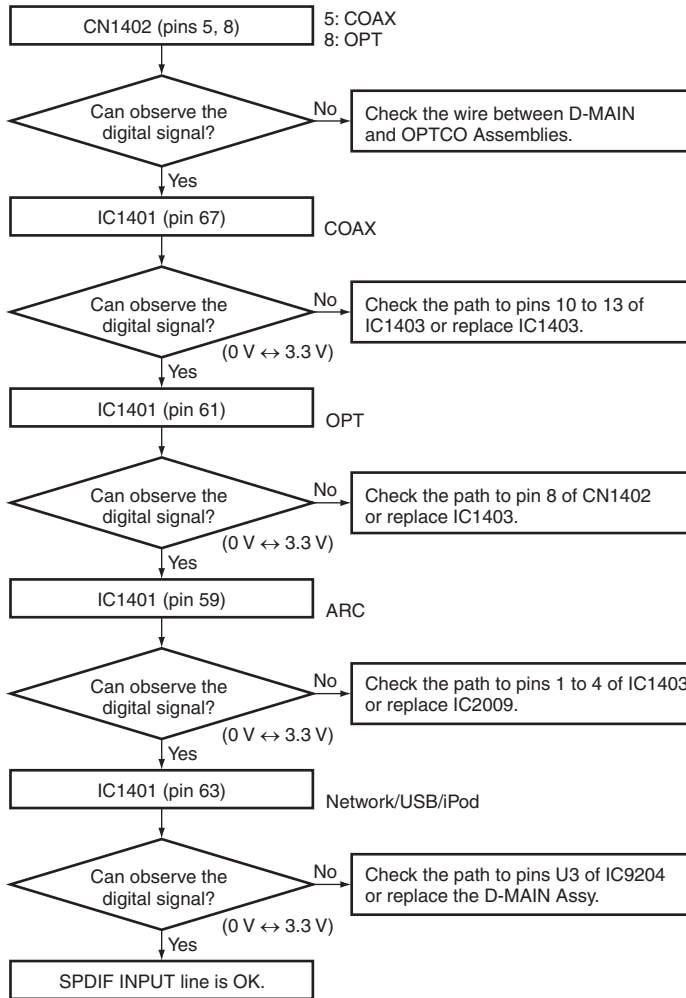 CN1402 (pins 5, 8)
5: COAX
8: OPT
Can observe the
digital signal?
No
Check the wire between D-MAIN
and OPTCO Assemblies.
Yes
IC1401 (pin 67)
COAX
Can observe the
digital signal?
No
Check the path to pins 10 to 13 of
IC1403 or replace IC1403.
(0 V ↔ 3.3 V)
Yes
IC1401 (pin 61)
OPT
Can observe the
digital signal?
No
Check the path to pin 8 of CN1402
or replace IC1403.
(0 V ↔ 3.3 V)
Yes
IC1401 (pin 59)
ARC
Can observe the
digital signal?
No
Check the path to pins 1 to 4 of IC1403
or replace IC2009.
(0 V ↔ 3.3 V)
Yes
IC1401 (pin 63)
Network/USB/iPod
Can observe the
digital signal?
No
Check the path to pins U3 of IC9204
or replace the D-MAIN Assy.
(0 V ↔ 3.3 V)
Yes
SPDIF INPUT line is OK.